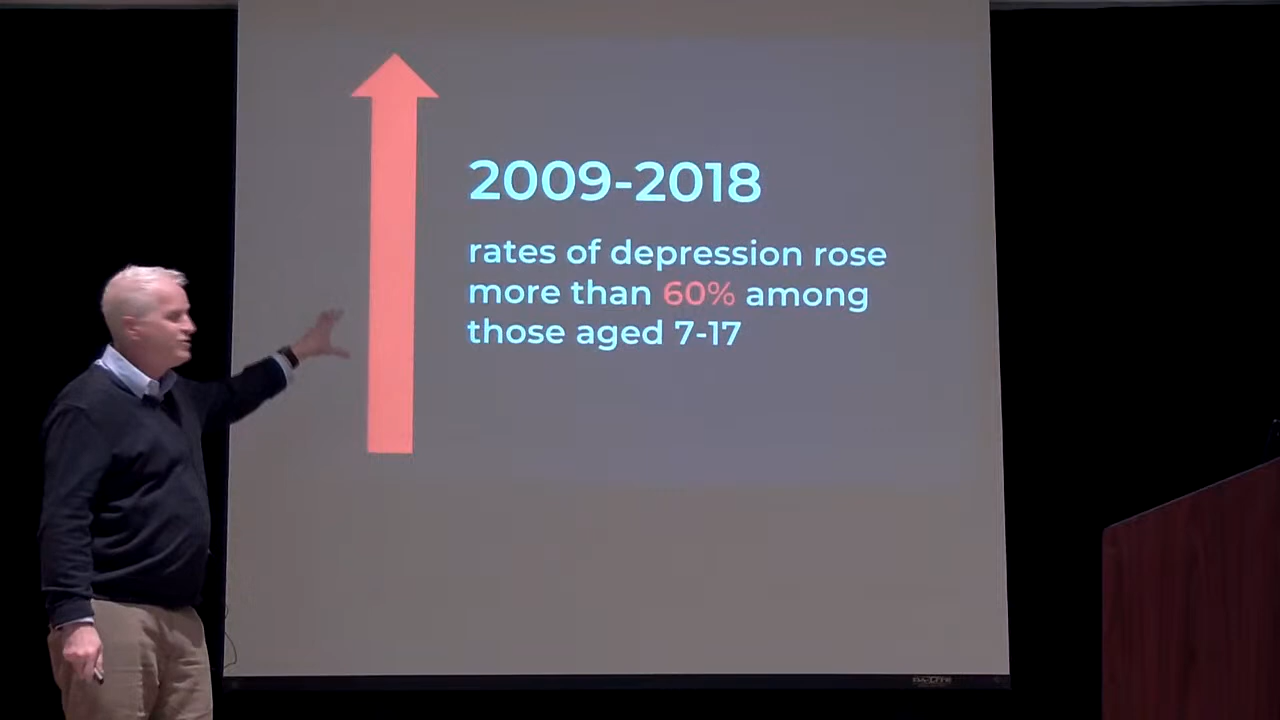 2009-2018
rates of depression rose
more than 60% among
those aged 7-17